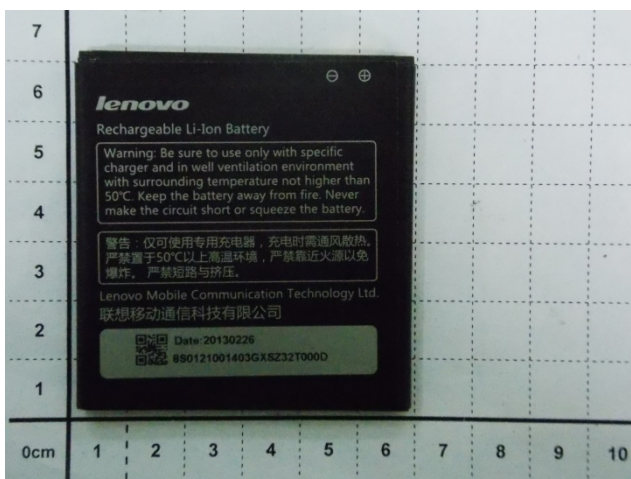 7
6
5
4
3
2
1
⊖ ⊕
lenovo
Rechargeable Li-Ion Battery
Warning: Be sure to use only with specific
charger and in well ventilation environment
with surrounding temperature not higher than
50℃. Keep the battery away from fire. Never
make the circuit short or squeeze the battery.
警告：仅可使用专用充电器，充电时需通风散热。
严禁置于50℃以上高温环境，严禁靠近火源以免
爆炸。 严禁短路与挤压。
Lenovo Mobile Communication Technology Ltd.
联想移动通信科技有限公司
Date:20130226
8S0121001403GXSZ32T000D
0cm 1 2 3 4 5 6 7 8 9 10